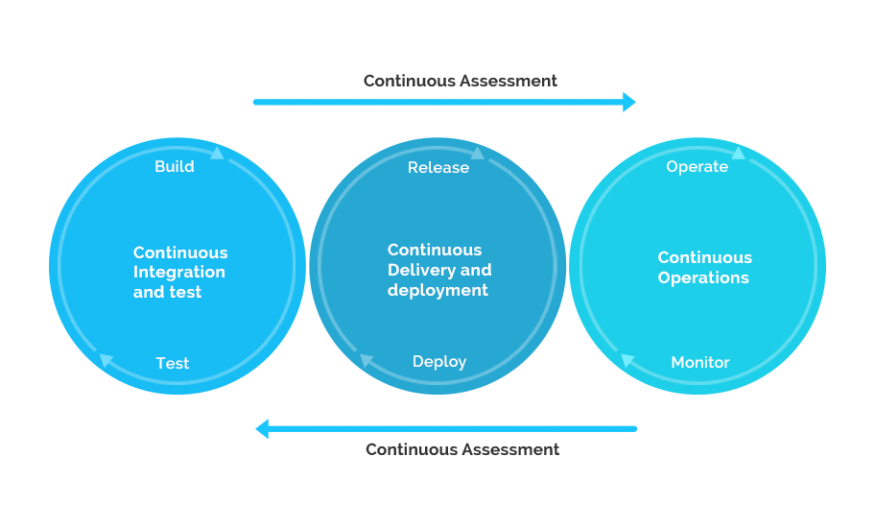 Continuous Assessment
Build
Continuous
Integration
and test
Test
Release
Continuous
Delivery and
deployment
Deploy
Operate
Continuous
Operations
Monitor
Continuous Assessment